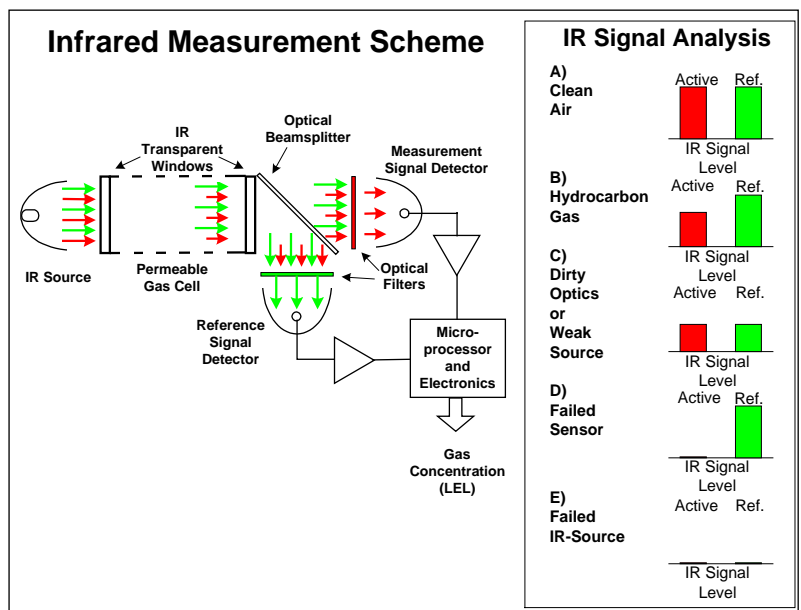 Infrared Measurement Scheme
IR
Transparent
Windows
Optical
Beamsplitter
Measurement
Signal Detector
IR Source
Permeable
Gas Cell
Optical
Filters
Reference
Signal
Detector
Micro-
processor
and
Electronics
Gas
Concentration
(LEL)
IR Signal Analysis
A)
Clean
Air
Active Ref.
IR Signal
Level
B)
Hydrocarbon
Gas
Active Ref.
IR Signal
Level
C)
Dirty
Optics
or
Weak
Source
Active Ref.
IR Signal
Level
D)
Failed
Sensor
Active Ref.
IR Signal
Level
E)
Failed
IR-Source
Active Ref.
IR Signal
Level